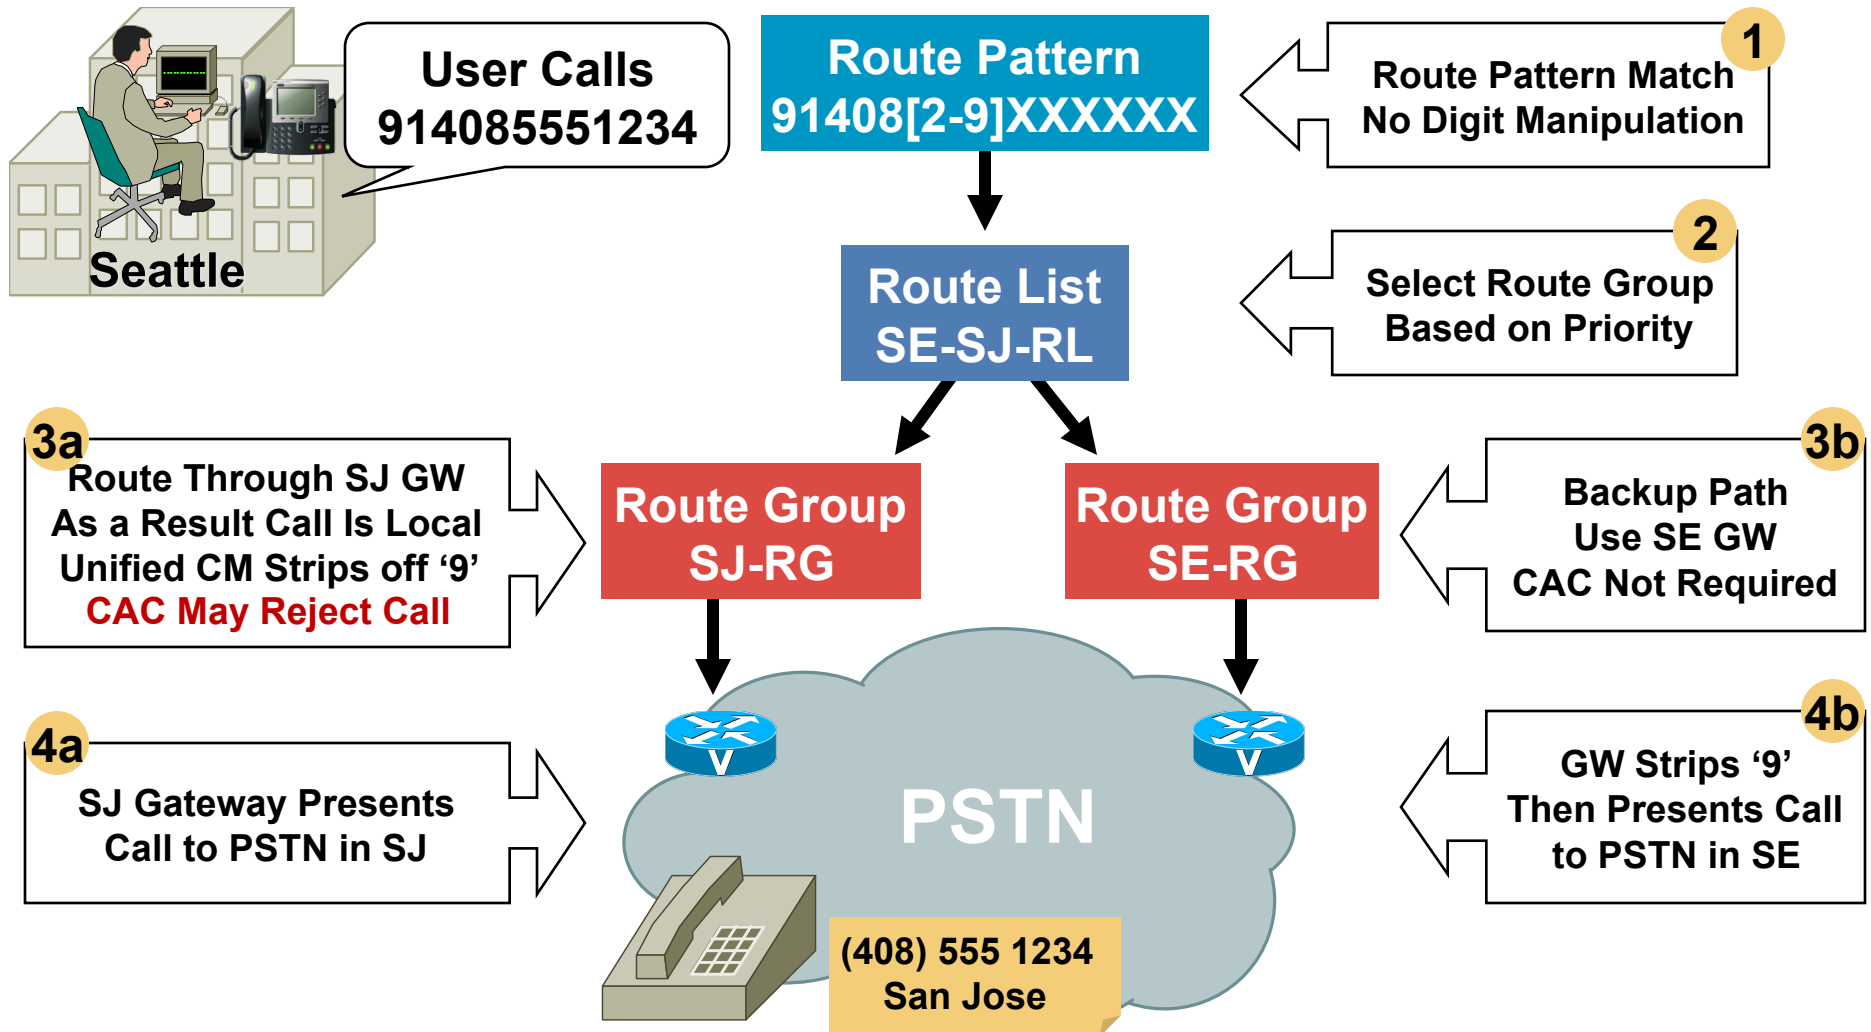 User Calls
914085551234
Seattle
Route Pattern
91408[2-9]XXXXXX
1
Route Pattern Match
No Digit Manipulation
Route List
SE-SJ-RL
2
Select Route Group
Based on Priority
3a
Route Through SJ GW
As a Result Call Is Local
Unified CM Strips off ‘9’
CAC May Reject Call
Route Group
SJ-RG
Route Group
SE-RG
3b
Backup Path
Use SE GW
CAC Not Required
4a
SJ Gateway Presents
Call to PSTN in SJ
V
V
PSTN
4b
GW Strips ‘9’
Then Presents Call
to PSTN in SE
(408) 555 1234
San Jose